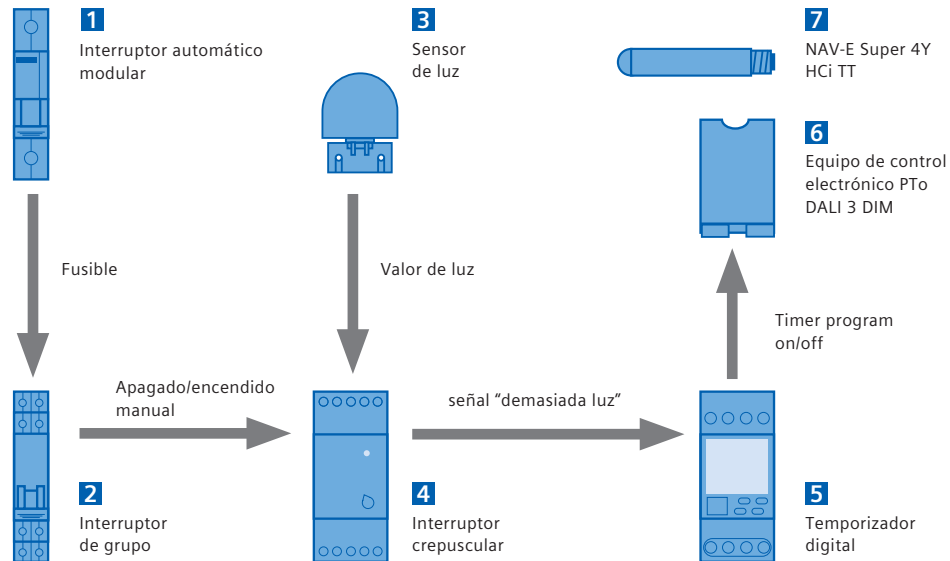 1
Interruptor automático
modular
3
Sensor
de luz
7
NAV-E Super 4Y
HCi TT
6
Equipo de control
electrónico PTo
DALI 3 DIM
Fusible
Valor de luz
Timer program
on/off
Apagado/encendido
manual
señal “demasiada luz”
2
Interruptor
de grupo
4
Interruptor
crepuscular
5
Temporizador
digital